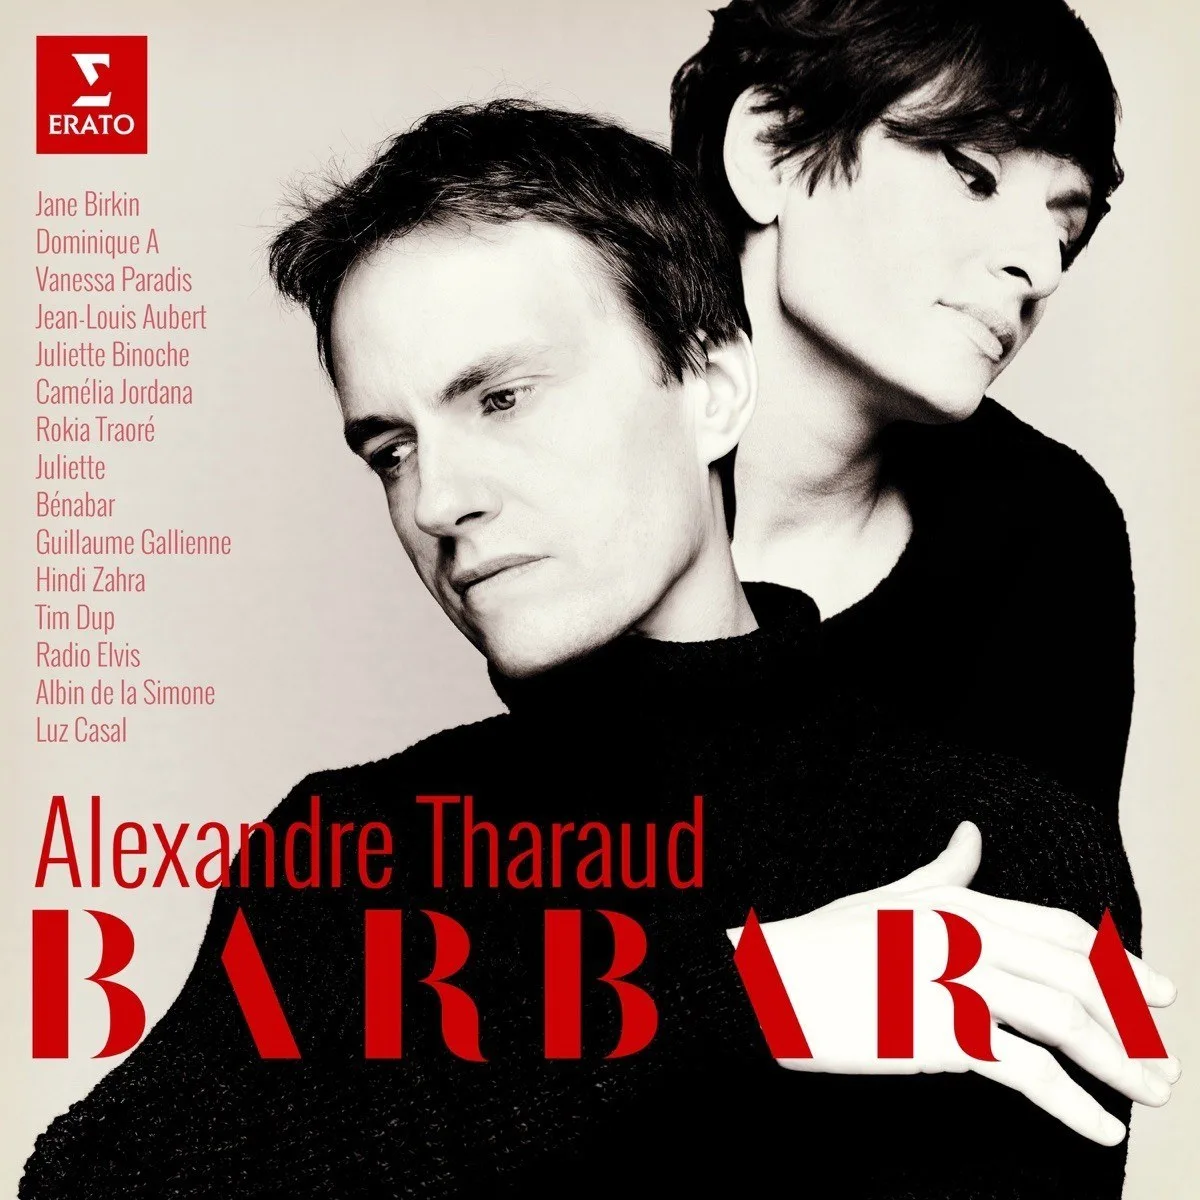 ERATO
Jane Birkin
Dominique A
Vanessa Paradis
Jean-Louis Aubert
Juliette Binoche
Camélia Jordana
Rokia Traoré
Juliette
Bénabar
Guillaume Gallienne
Hindi Zahra
Tim Dup
Radio Elvis
Albin de la Simone
Luz Casal
Alexandre Tharaud
BARBARA